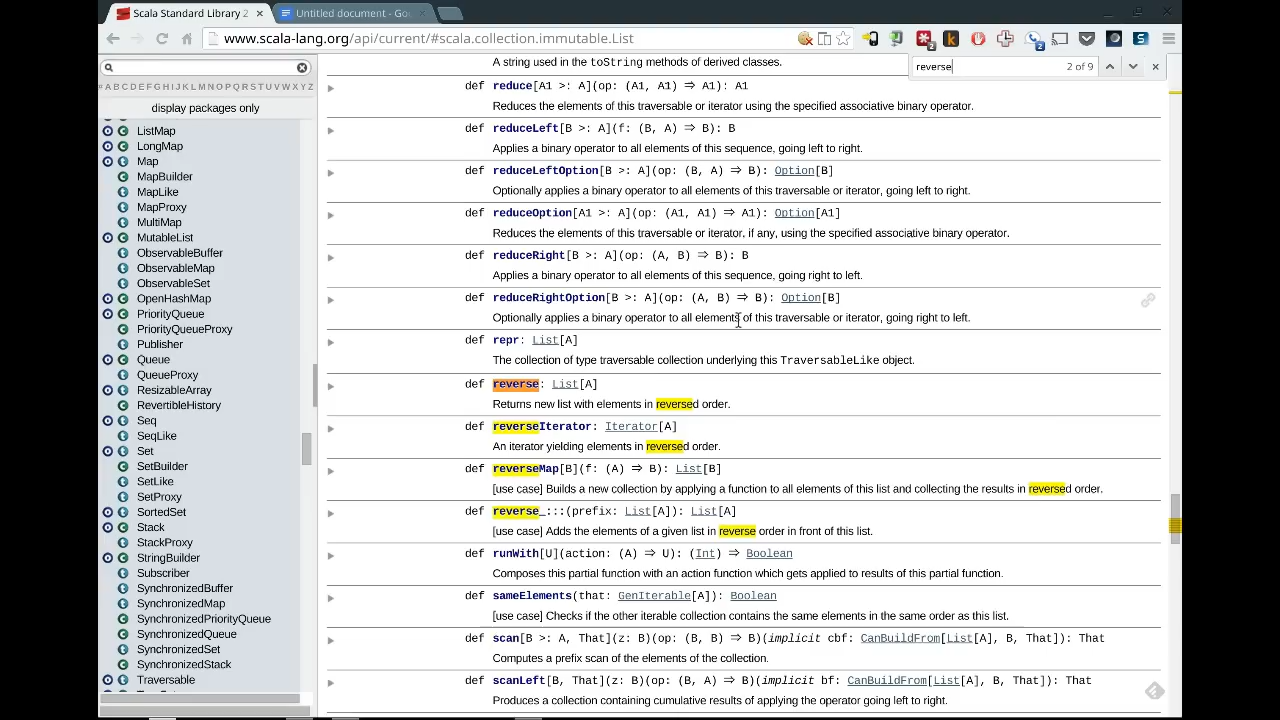 Scala Standard Library 2
Untitled document - Go
www.scala-lang.org/api/current/#scala.collection.immutable.List
reverse
2 of 9
#ABCDEFGHIJKLMNOPQRSTUVWXYZ
display packages only
ListMap
LongMap
Map
MapBuilder
MapLike
MapProxy
MultiMap
MutableList
ObservableBuffer
ObservableMap
ObservableSet
OpenHashMap
PriorityQueue
PriorityQueueProxy
Publisher
Queue
QueueProxy
ResizableArray
RevertibleHistory
Seq
SeqLike
Set
SetBuilder
SetLike
SetProxy
SortedSet
Stack
StackProxy
StringBuilder
Subscriber
SynchronizedBuffer
SynchronizedMap
SynchronizedPriorityQueue
SynchronizedQueue
SynchronizedSet
SynchronizedStack
Traversable
A string used in the toString methods of derived classes.
def reduce[A1 >: A](op: (A1, A1) ⇒ A1): A1
Reduces the elements of this traversable or iterator using the specified associative binary operator.
def reduceLeft[B >: A](f: (B, A) ⇒ B): B
Applies a binary operator to all elements of this sequence, going left to right.
def reduceLeftOption[B >: A](op: (B, A) ⇒ B): Option[B]
Optionally applies a binary operator to all elements of this traversable or iterator, going left to right.
def reduceOption[A1 >: A](op: (A1, A1) ⇒ A1): Option[A1]
Reduces the elements of this traversable or iterator, if any, using the specified associative binary operator.
def reduceRight[B >: A](op: (A, B) ⇒ B): B
Applies a binary operator to all elements of this sequence, going right to left.
def reduceRightOption[B >: A](op: (A, B) ⇒ B): Option[B]
Optionally applies a binary operator to all elements of this traversable or iterator, going right to left.
def repr: List[A]
The collection of type traversable collection underlying this TraversableLike object.
def reverse: List[A]
Returns new list with elements in reversed order.
def reverseIterator: Iterator[A]
An iterator yielding elements in reversed order.
def reverseMap[B](f: (A) ⇒ B): List[B]
[use case] Builds a new collection by applying a function to all elements of this list and collecting the results in reversed order.
def reverse_:::(prefix: List[A]): List[A]
[use case] Adds the elements of a given list in reverse order in front of this list.
def runWith[U](action: (A) ⇒ U): (Int) ⇒ Boolean
Composes this partial function with an action function which gets applied to results of this partial function.
def sameElements(that: GenIterable[A]): Boolean
[use case] Checks if the other iterable collection contains the same elements in the same order as this list.
def scan[B >: A, That](z: B)(op: (B, B) ⇒ B)(implicit cbf: CanBuildFrom[List[A], B, That]): That
Computes a prefix scan of the elements of the collection.
def scanLeft[B, That](z: B)(op: (B, A) ⇒ B)(implicit bf: CanBuildFrom[List[A], B, That]): That
Produces a collection containing cumulative results of applying the operator going left to right.